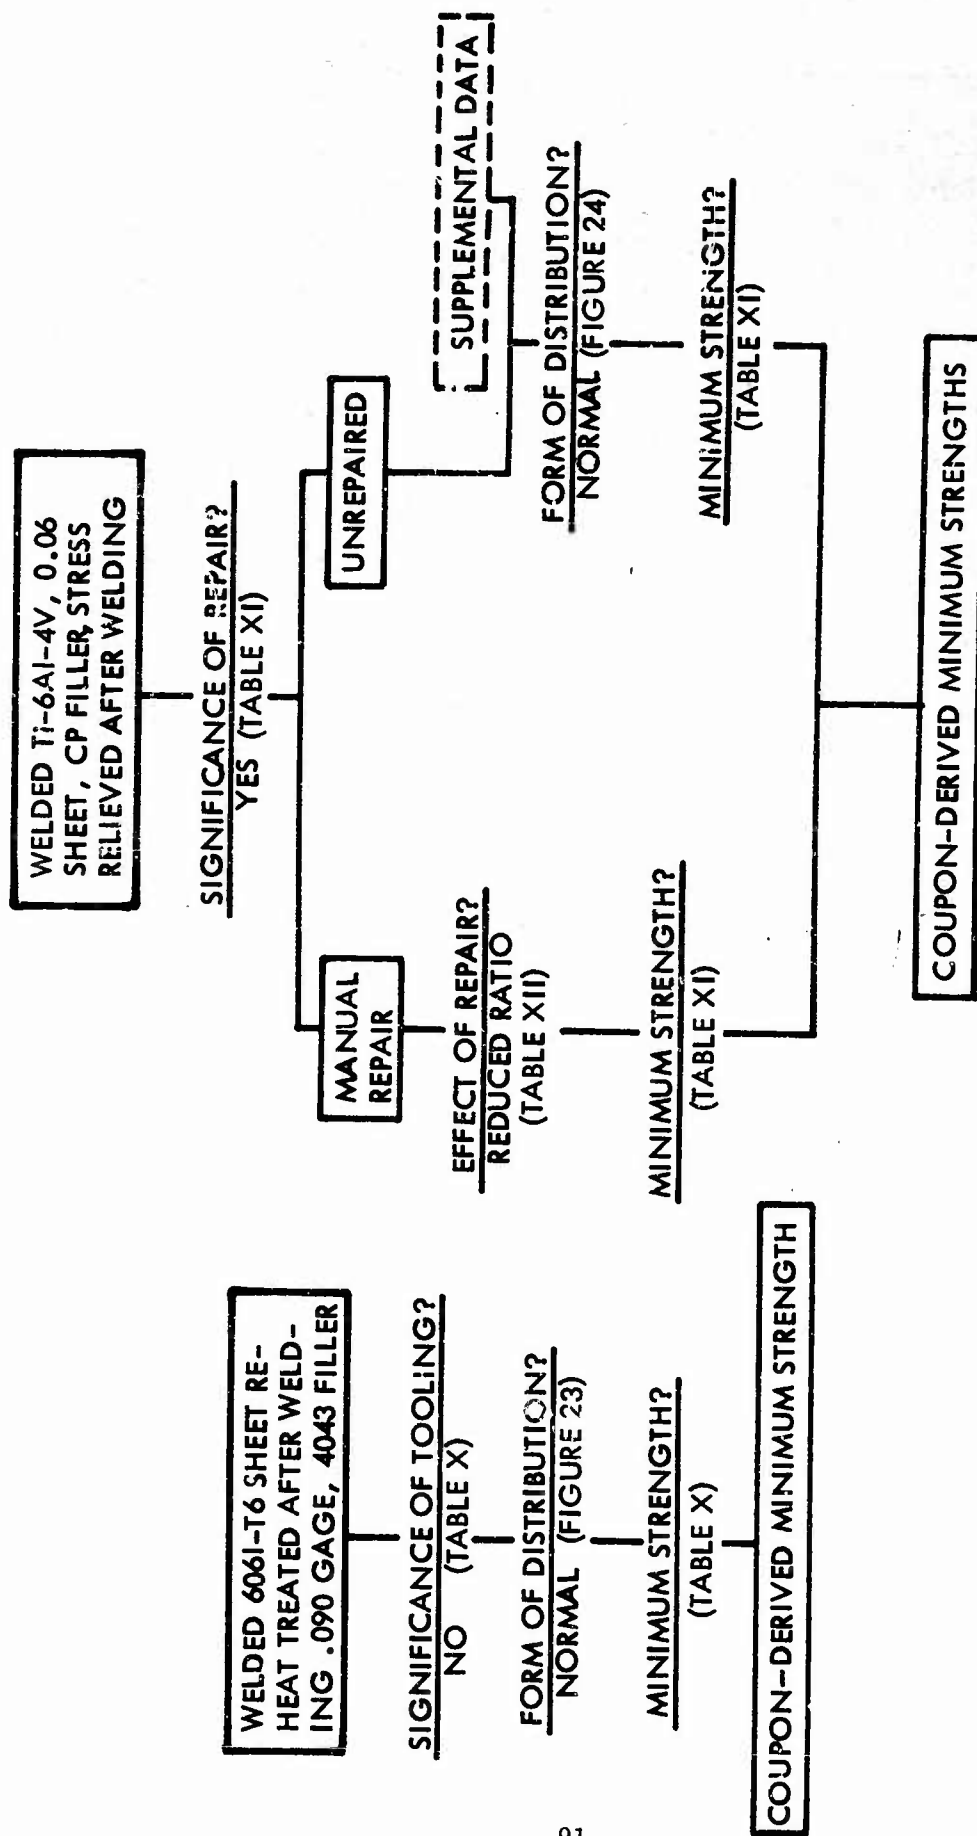 WELDED 6061-T6 SHEET RE-
HEAT TREATED AFTER WELD-
ING .090 GAGE, 4043 FILLER
SIGNIFICANCE OF TOOLING?
NO (TABLE X)
FORM OF DISTRIBUTION?
NORMAL (FIGURE 23)
MINIMUM STRENGTH?
(TABLE X)
COUPON-DERIVED MINIMUM STRENGTH
WELDED Ti-6Al-4V, 0.06
SHEET, CP FILLER, STRESS
RELIEVED AFTER WELDING
SIGNIFICANCE OF REPAIR?
YES (TABLE XI)
MANUAL
REPAIR
EFFECT OF REPAIR?
REDUCED RATIO
(TABLE XII)
MINIMUM STRENGTH?
(TABLE XI)
UNREPAIRED
SUPPLEMENTAL DATA
FORM OF DISTRIBUTION?
NORMAL (FIGURE 24)
MINIMUM STRENGTH?
(TABLE XI)
COUPON-DERIVED MINIMUM STRENGTHS
91